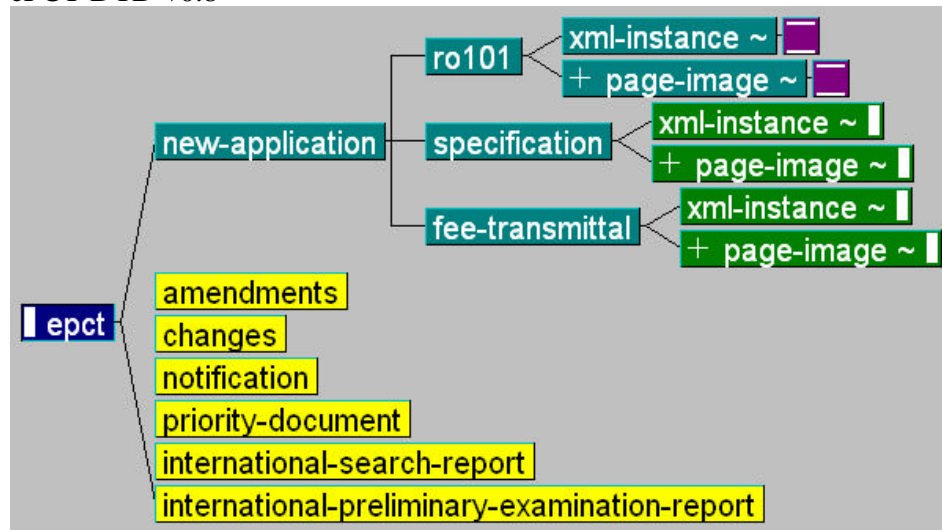 ro101
xml-instance ~
+ page-image ~
new-application
specification
xml-instance ~
+ page-image ~
fee-transmittal
xml-instance ~
+ page-image ~
epct
amendments
changes
notification
priority-document
international-search-report
international-preliminary-examination-report